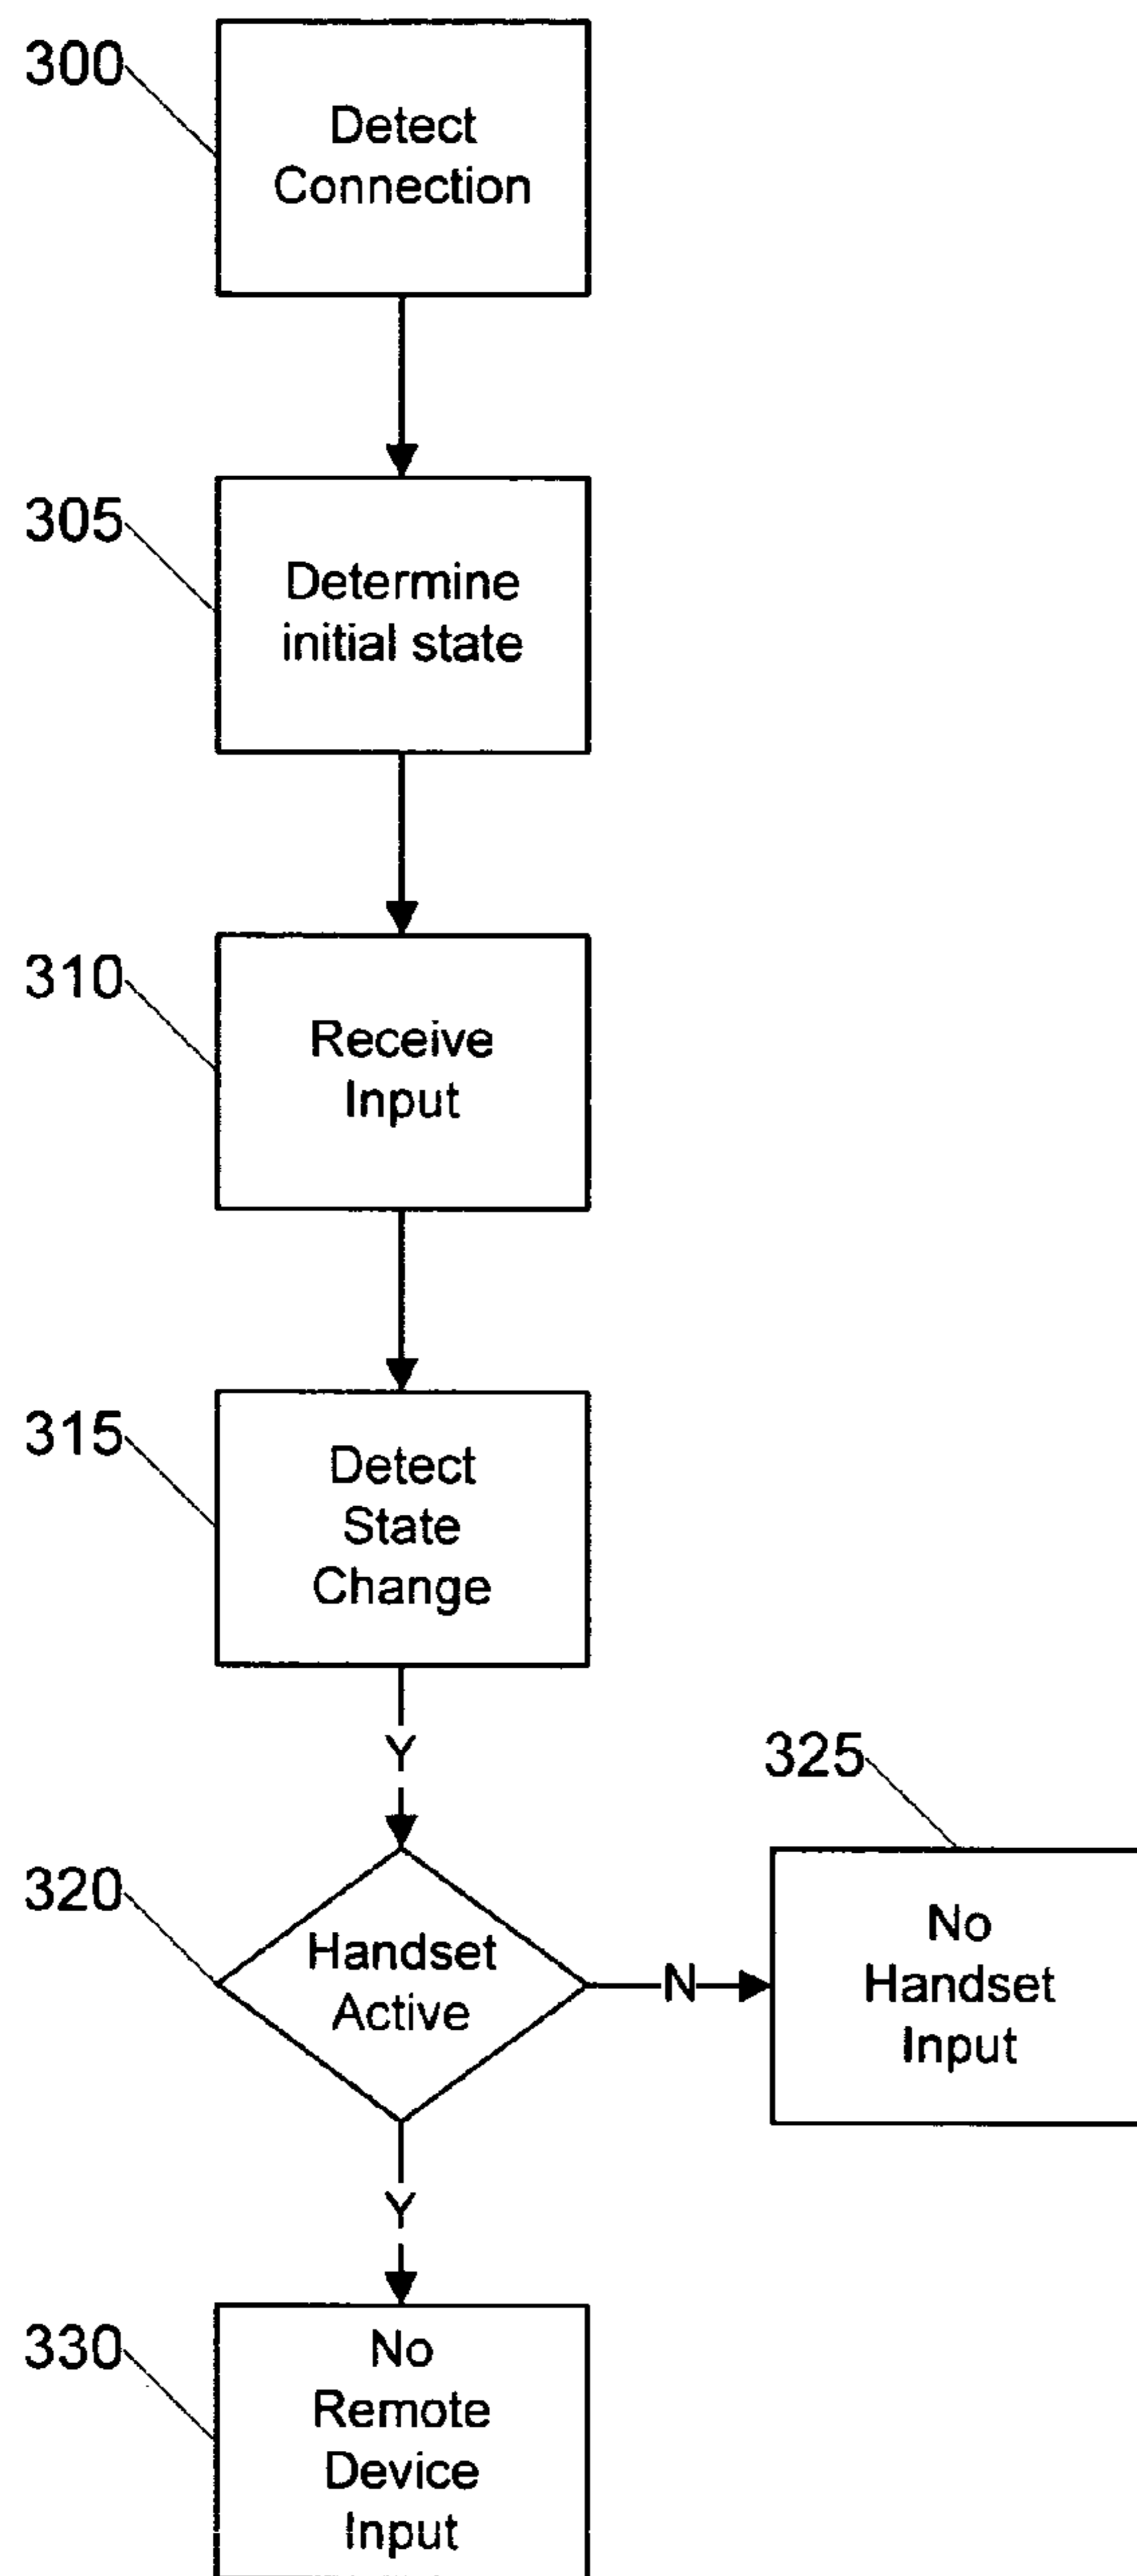 300
Detect
Connection
305
Determine
initial state
310
Receive
Input
315
Detect
State
Change
Y
325
320
Handset
Active
N
No
Handset
Input
Y
330
No
Remote
Device
Input